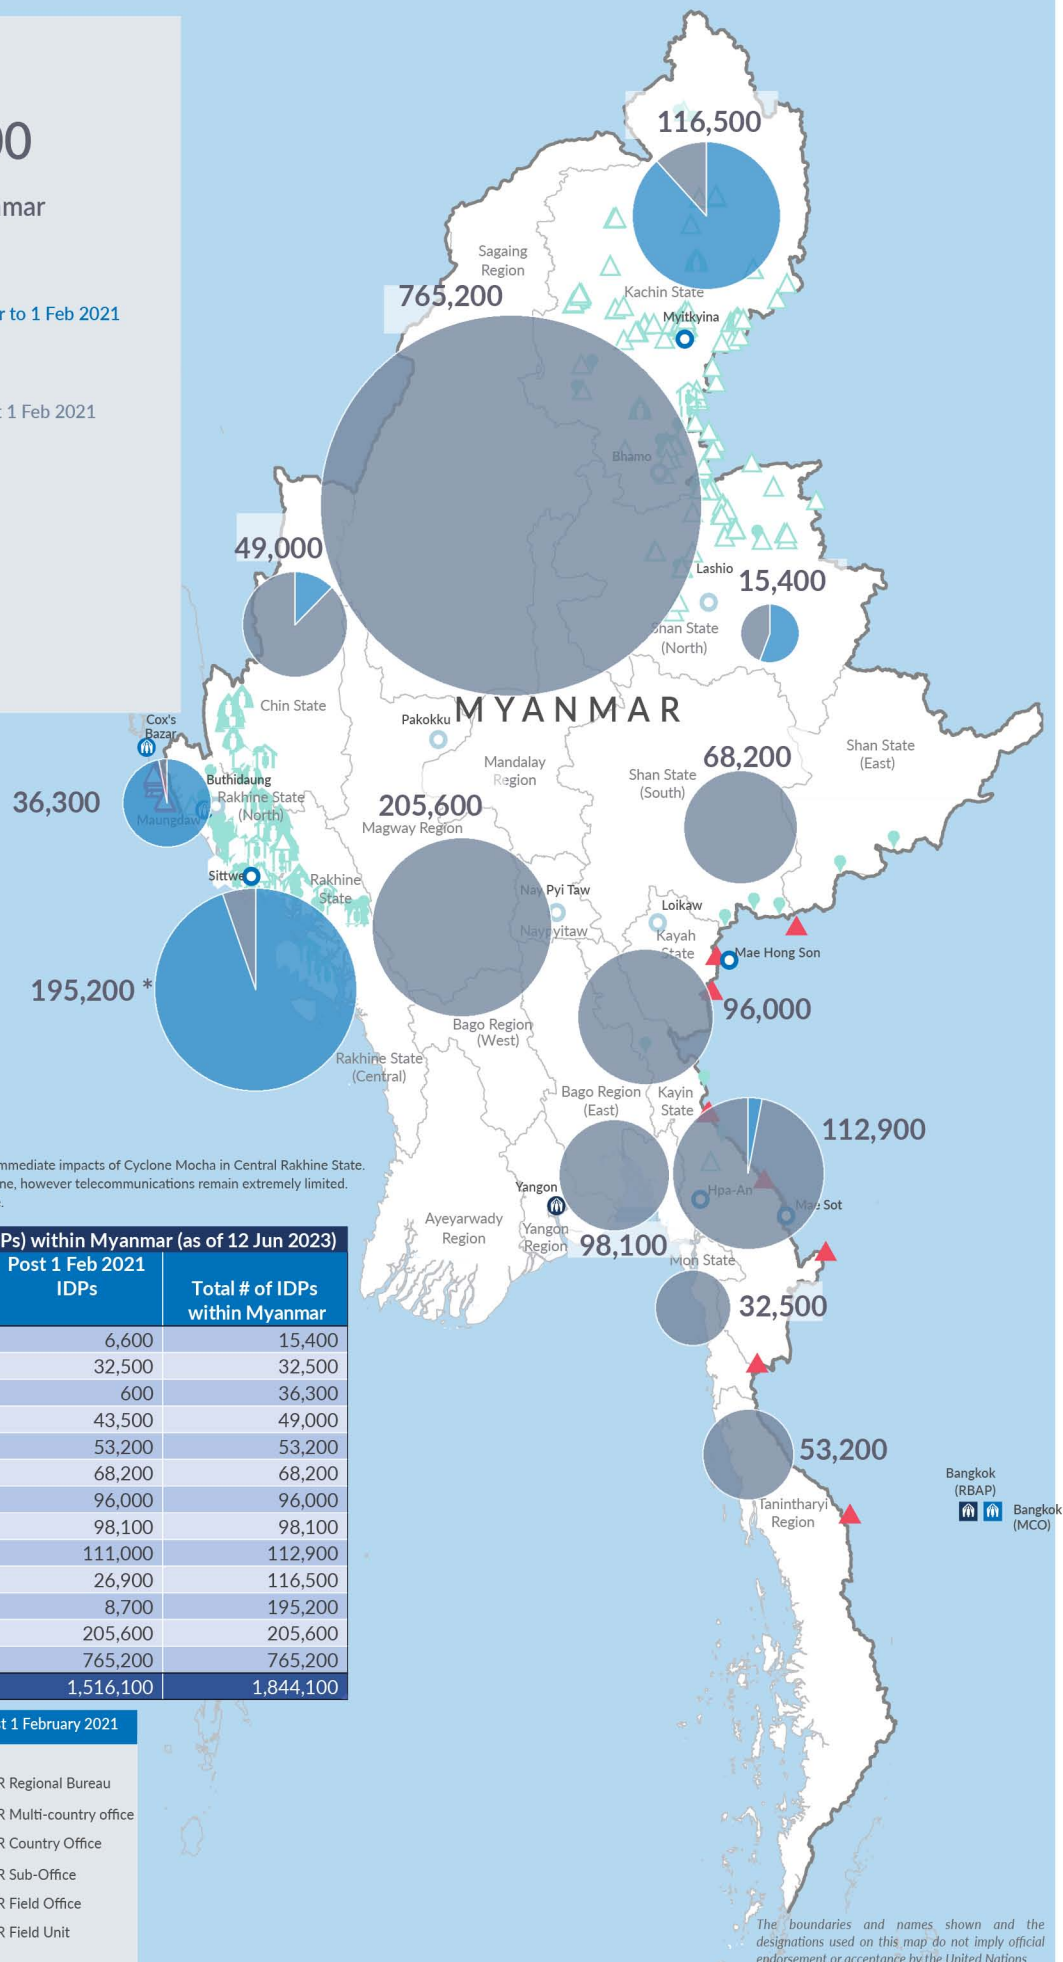 116,500
Sagaing
Region
765,200
Kachin State
Myitkyina
1 Feb 2021
to 1 Feb 2021
Bhamo
49,000
Lashio
15,400
Shan State
(North)
Chin State
MYANMAR
Pakokku
Cox's
Bazar
Mandalay
Region
68,200
Shan State
(East)
Shan State
(South)
Buthidaung
36,300
Rakhine State
(North)
Maungdaw
205,600
Magway Region
Sittwe
Rakhine
State
Nay Pyi Taw
Naypyitaw
Loikaw
Kayah
State
Mae Hong Son
195,200 *
96,000
Bago Region
(West)
Rakhine State
(Central)
Bago Region
(East)
Kayin
State
112,900
mmediate impacts of Cyclone Mocha in Central Rakhine State.
ne, however telecommunications remain extremely limited.
Yangon
Hpa-An
Mae Sot
Ayeyarwady
Region
Yangon
Region
98,100
Mon State
32,500
Ps) within Myanmar (as of 12 Jun 2023)
Post 1 Feb 2021
IDPs
Total # of IDPs
within Myanmar
6,600 15,400
32,500 32,500
600 36,300
43,500 49,000
53,200 53,200
68,200 68,200
96,000 96,000
98,100 98,100
111,000 112,900
26,900 116,500
8,700 195,200
205,600 205,600
765,200 765,200
1,516,100 1,844,100
53,200
Tanintharyi
Region
Bangkok
(RBAP)
Bangkok
(MCO)
t 1 February 2021
R Regional Bureau
R Multi-country office
R Country Office
R Sub-Office
R Field Office
R Field Unit
The boundaries and names shown and the
designations used on this map do not imply official
endorsement or acceptance by the United Nations